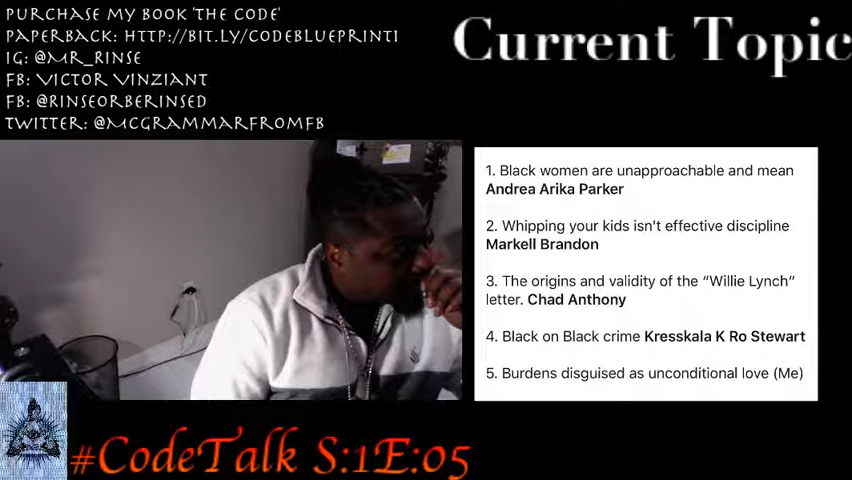 PURCHASE MY BOOK 'THE CODE'
PAPERBACK: HTTP://BIT.LY/CODEBLUEPRINT1
IG: @MR_RINSE
FB: VICTOR VINZIANT
FB: @RINSEORBERINSED
TWITTER: @MCGRAMMARFROMFB
Current Topic
1. Black women are unapproachable and mean
Andrea Arika Parker
2. Whipping your kids isn't effective discipline
Markell Brandon
3. The origins and validity of the “Willie Lynch”
letter. Chad Anthony
4. Black on Black crime Kresskala K Ro Stewart
5. Burdens disguised as unconditional love (Me)
#CodeTalk S:1E:05